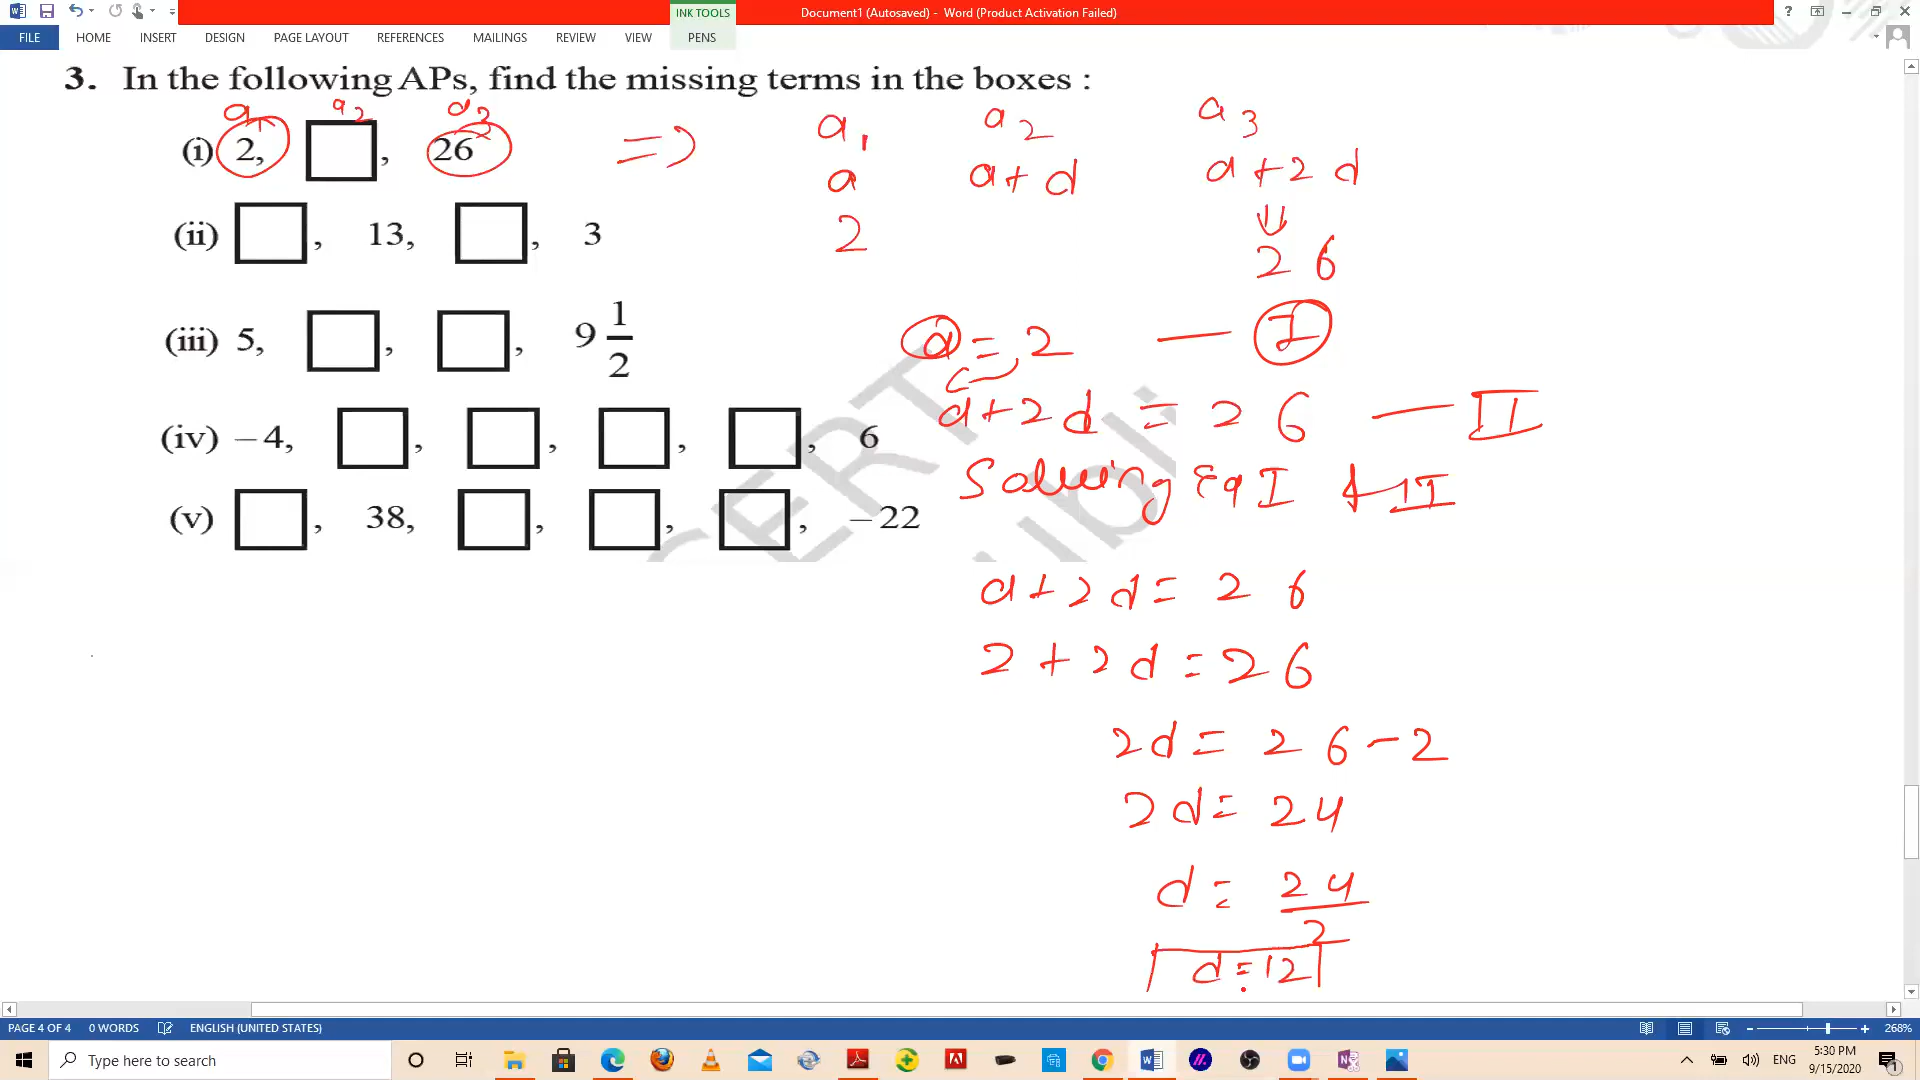 INK TOOLS
Document1 (Autosaved) - Word (Product Activation Failed)
FILE HOME INSERT DESIGN PAGE LAYOUT REFERENCES MAILINGS REVIEW VIEW PENS
3. In the following APs, find the missing terms in the boxes :
a1 a2 a3
(i) 2, , 26 => a1 a2 a3
a a+d a+2d
2 26
(ii) , 13, , 3
(iii) 5, , , 9 1/2
a = 2 — I
a+2d = 26 — II
(iv) –4, , , , , 6
Solving Eq I & II
(v) , 38, , , , –22
a+2d = 26
2+2d = 26
2d = 26-2
2d = 24
d = 24/2
d = 12
PAGE 4 OF 4 0 WORDS ENGLISH (UNITED STATES) 268%
Type here to search
ENG
5:30 PM
9/15/2020